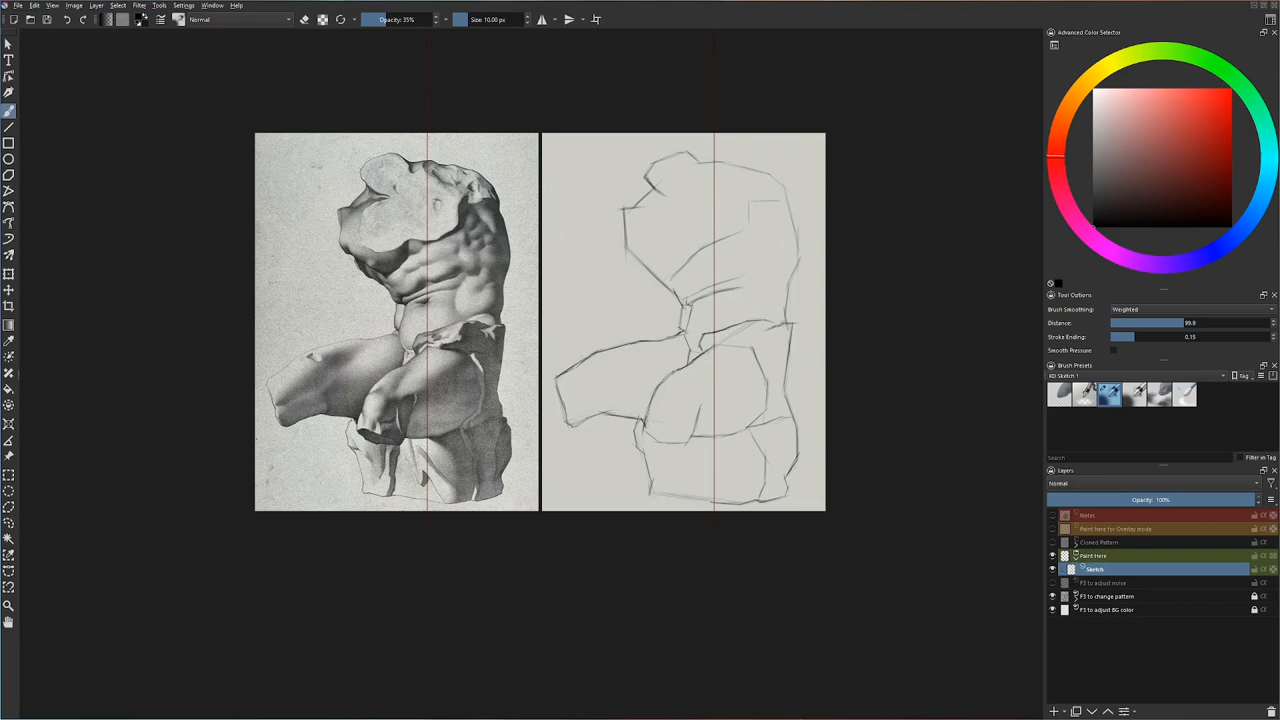 File Edit View Image Layer Select Filter Tools Settings Window Help
Normal
Opacity: 35%
Size: 10.00 px
Advanced Color Selector
Tool Options
Brush Smoothing: Weighted
Distance: 99.9
Stroke Ending: 0.15
Smooth Pressure:
Brush Presets
KD Sketch 1
Tag
Search
Filter in Tag
Layers
Normal
Opacity: 100%
Notes
Paint here for Overlay mode
Cloned Pattern
Paint Here
Sketch
F3 to adjust noise
F3 to change pattern
F3 to adjust BG color